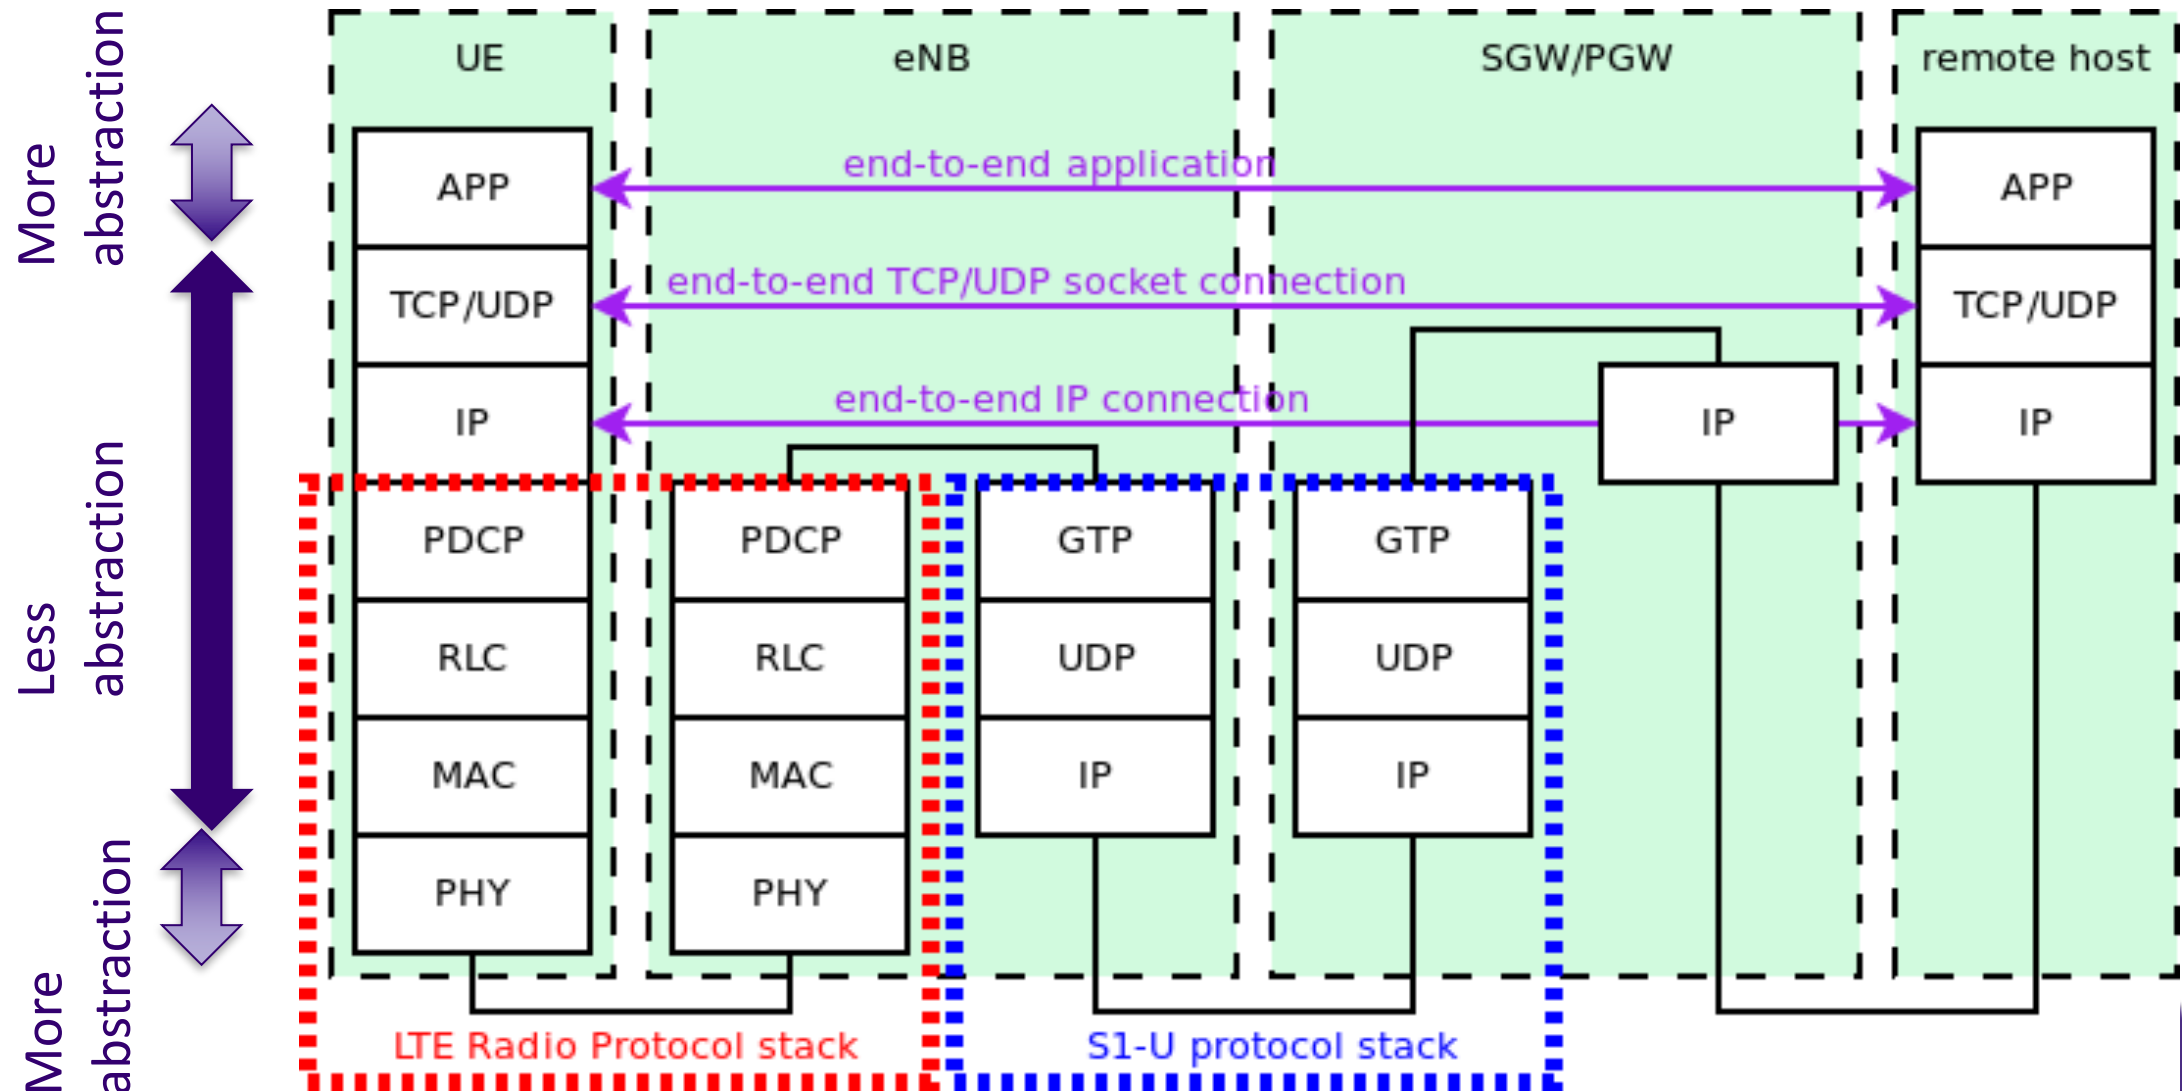 More
abstraction
Less
abstraction
More
abstraction
UE
eNB
SGW/PGW
remote host
APP
end-to-end application
APP
TCP/UDP
end-to-end TCP/UDP socket connection
TCP/UDP
IP
end-to-end IP connection
IP
IP
PDCP
PDCP
GTP
GTP
RLC
RLC
UDP
UDP
MAC
MAC
IP
IP
PHY
PHY
LTE Radio Protocol stack
S1-U protocol stack